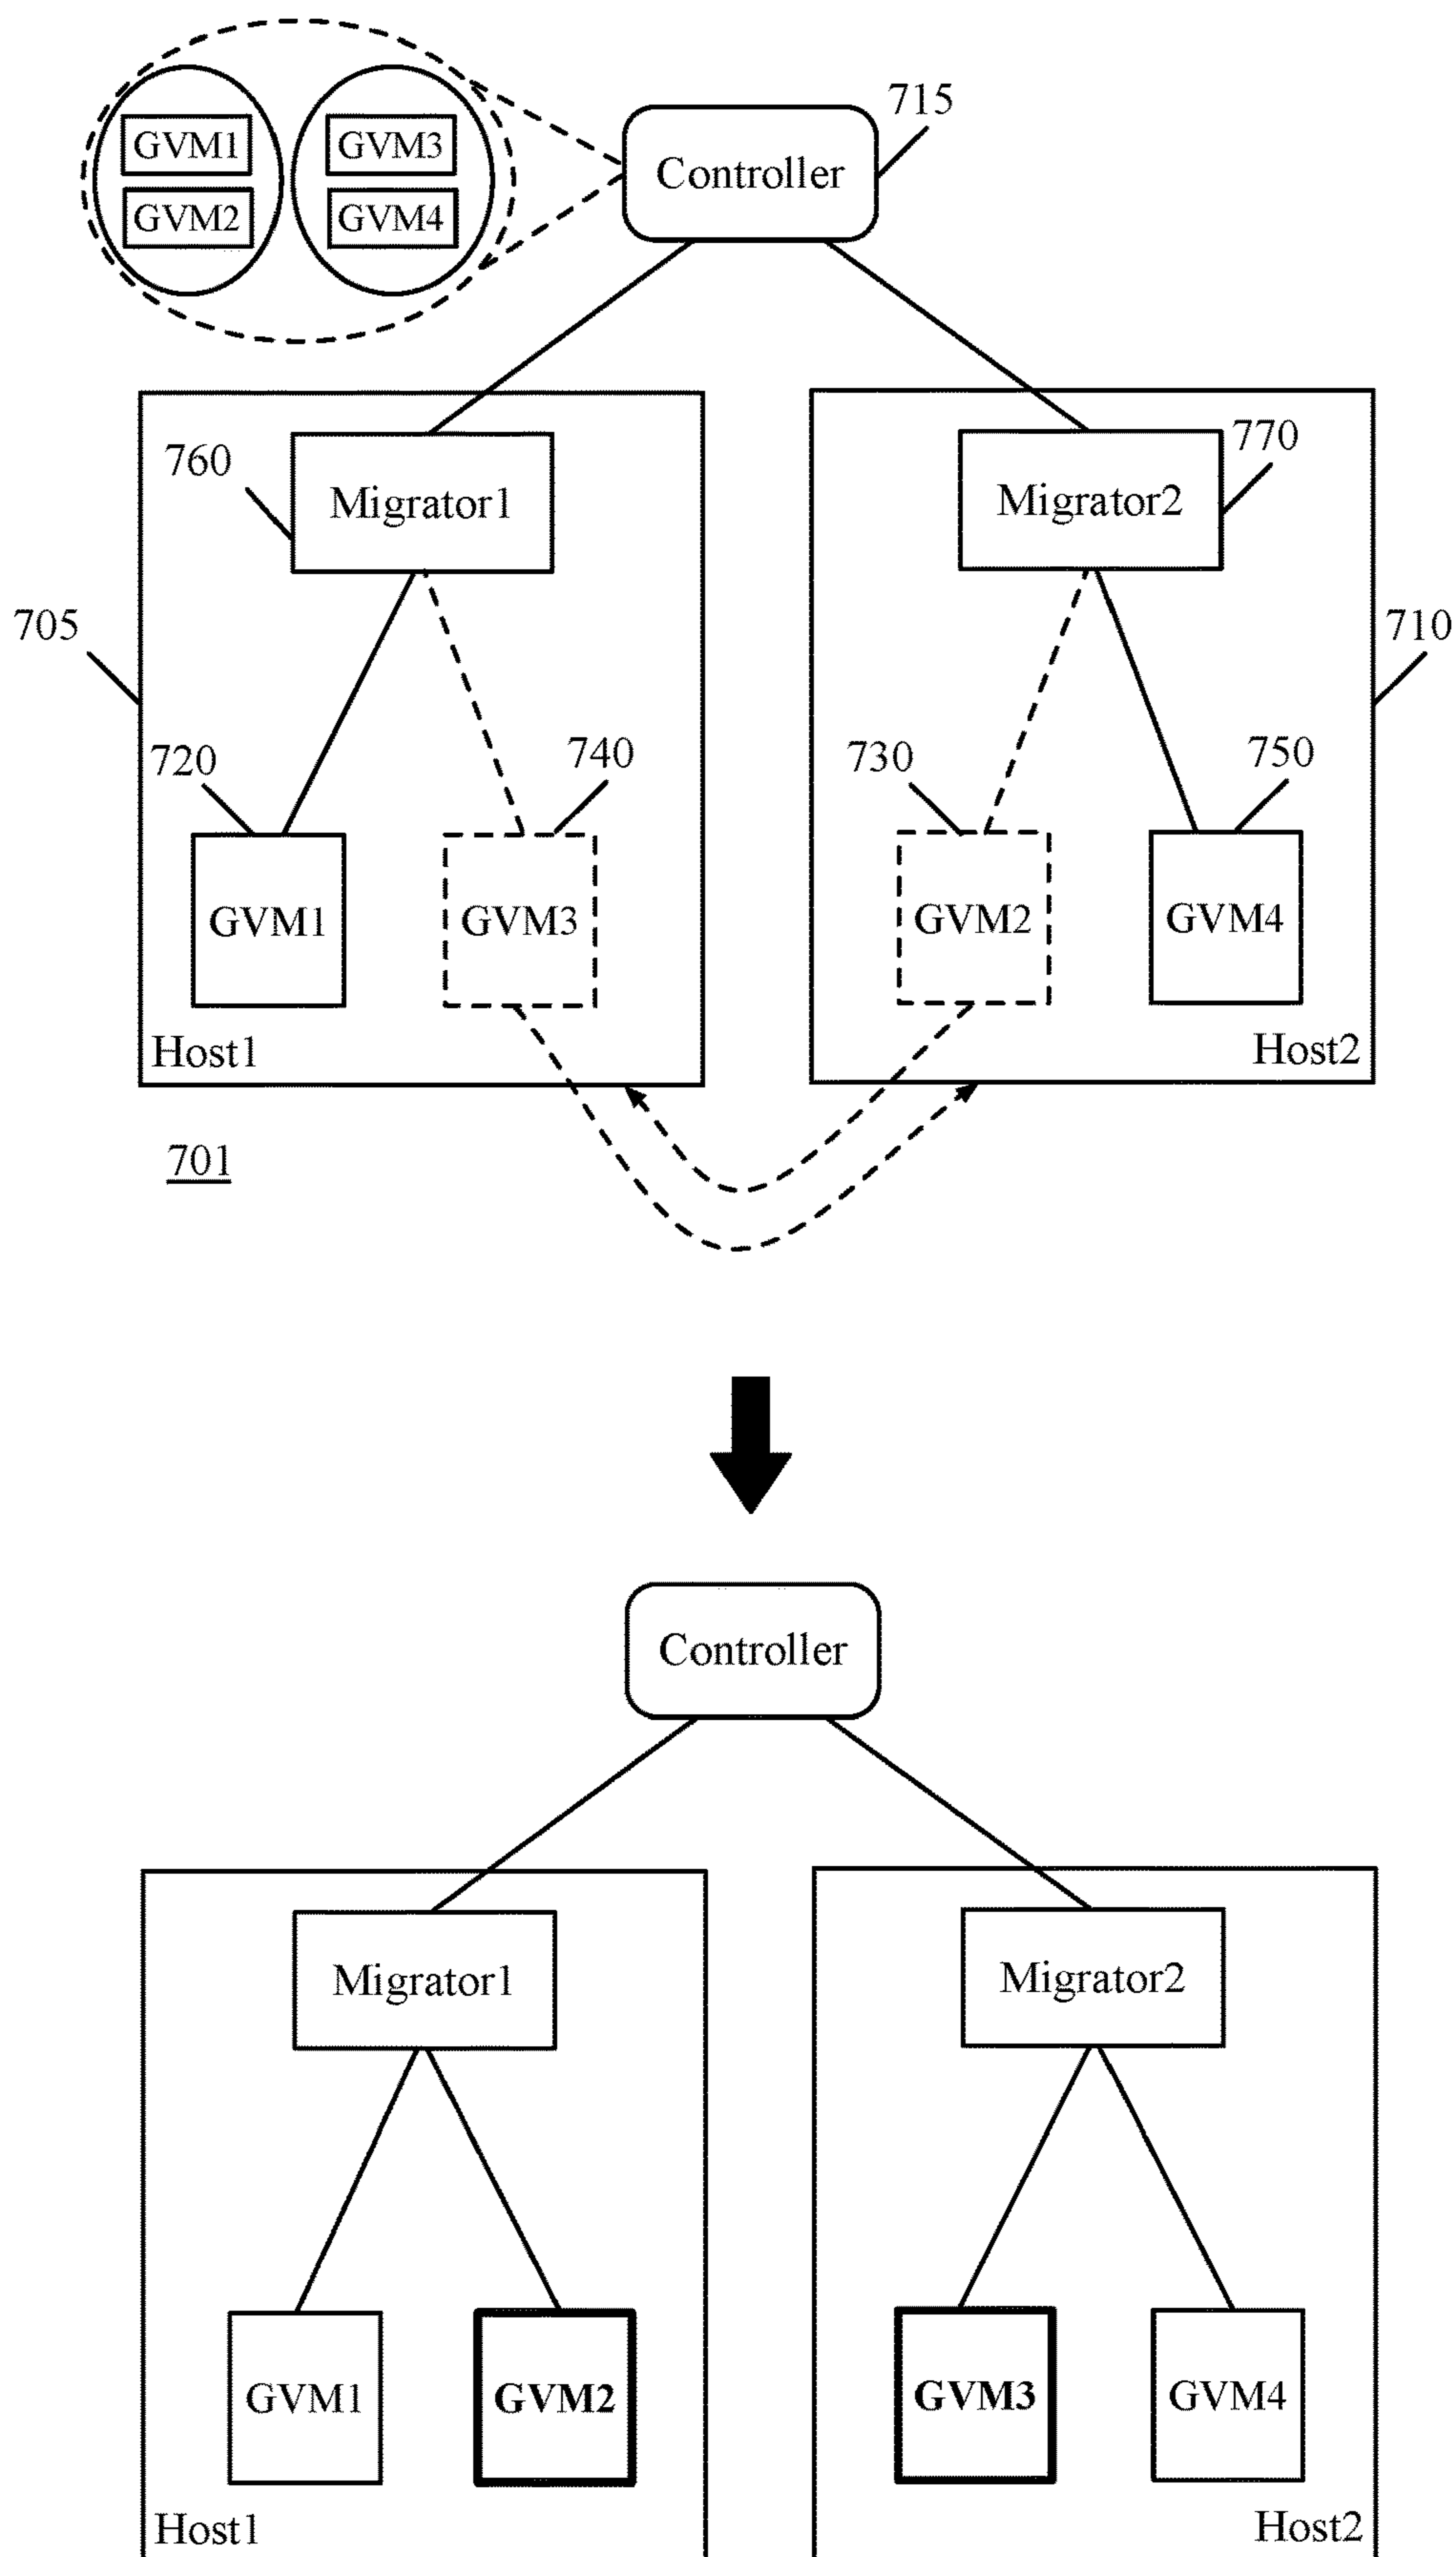 715
Controller
GVM1 GVM3
GVM2 GVM4
760 770
Migrator1 Migrator2
705 710
720 740 730 750
GVM1 GVM3 GVM2 GVM4
Host1 Host2
701
Controller
Migrator1 Migrator2
GVM1 GVM2 GVM3 GVM4
Host1 Host2